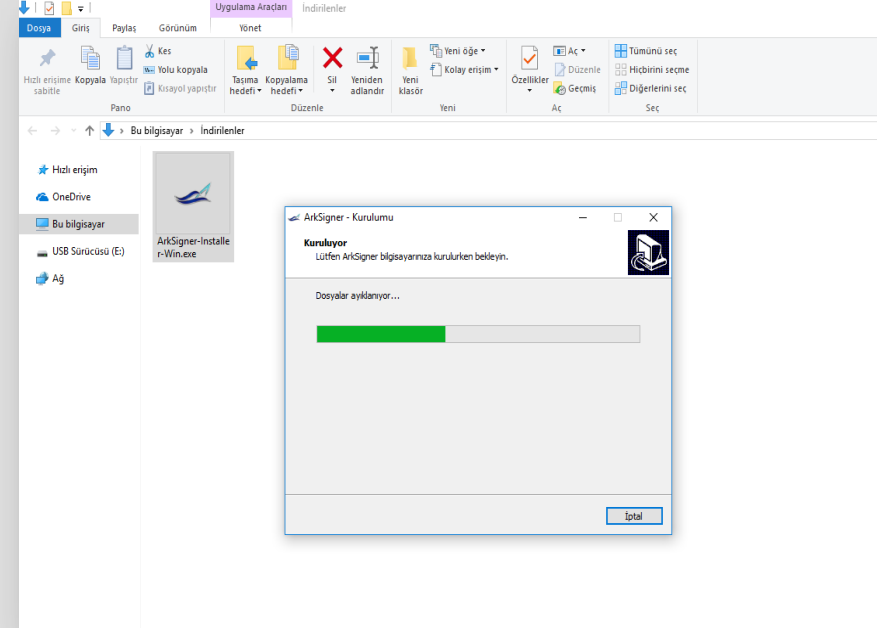 Uygulama Araçları
İndirilenler
Dosya
Giriş
Paylaş
Görünüm
Yönet
Hızlı erişime
sabitle
Kopyala
Yapıştır
Kes
Yolu kopyala
Kısayol yapıştır
Pano
Taşıma
hedefi
Kopyalama
hedefi
Sil
Yeniden
adlandır
Düzenle
Yeni
klasör
Yeni öğe
Kolay erişim
Yeni
Özellikler
Aç
Düzenle
Geçmiş
Aç
Tümünü seç
Hiçbirini seçme
Diğerlerini seç
Seç
Bu bilgisayar › İndirilenler
Hızlı erişim
OneDrive
Bu bilgisayar
USB Sürücüsü (E:)
Ağ
ArkSigner-Installe
r-Win.exe
ArkSigner - Kurulumu
Kuruluyor
Lütfen ArkSigner bilgisayarınıza kurulurken bekleyin.
Dosyalar ayıklanıyor...
İptal